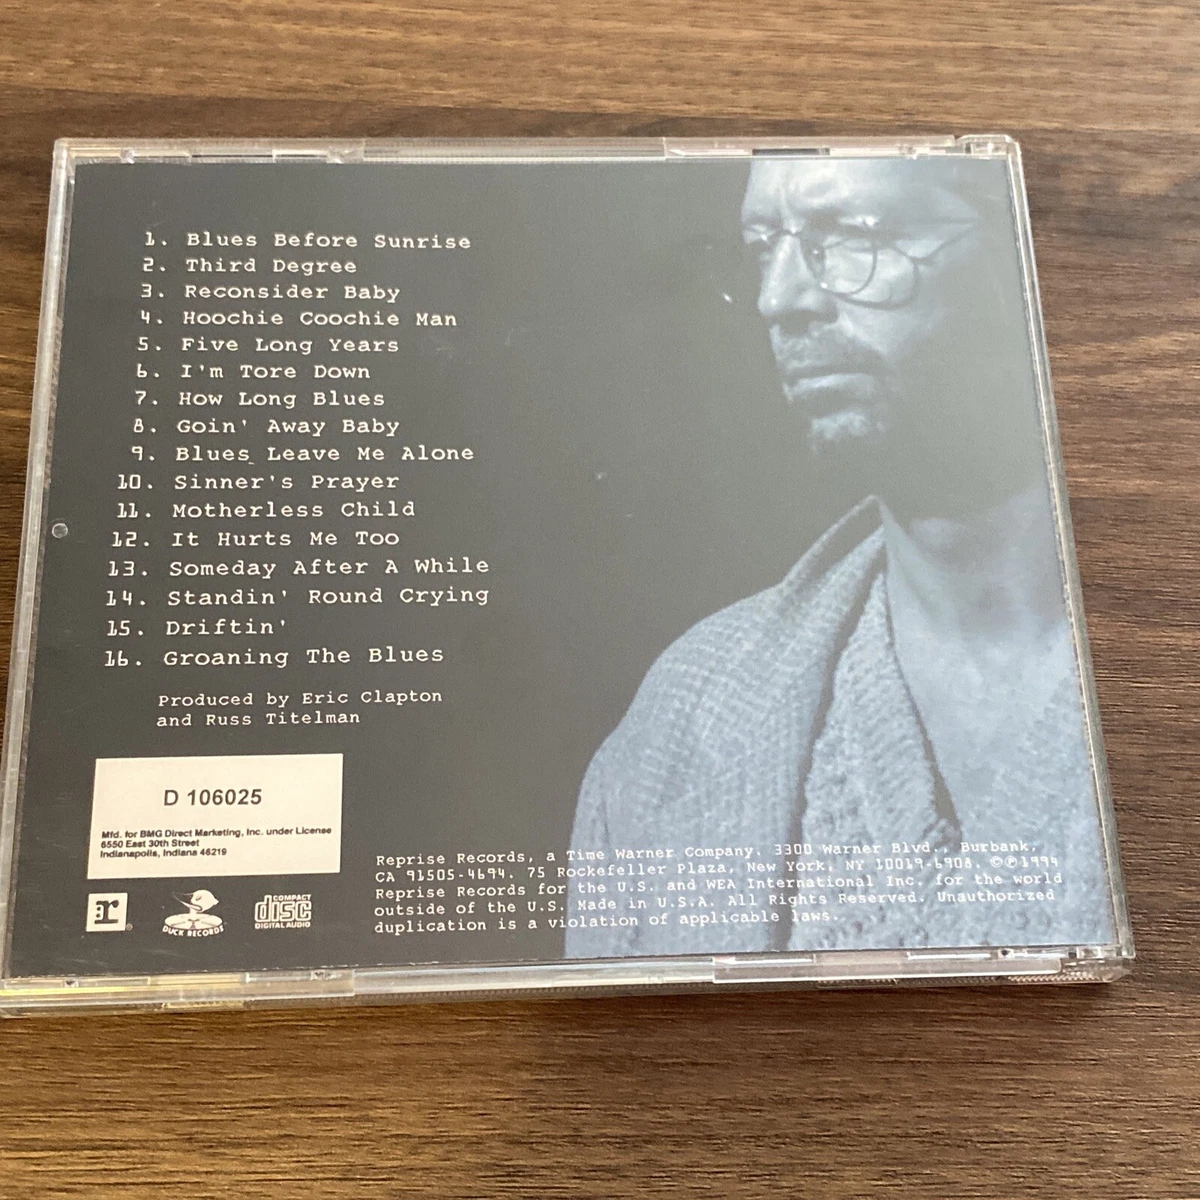 1. Blues Before Sunrise
2. Third Degree
3. Reconsider Baby
4. Hoochie Coochie Man
5. Five Long Years
6. I'm Tore Down
7. How Long Blues
8. Goin' Away Baby
9. Blues Leave Me Alone
10. Sinner's Prayer
11. Motherless Child
12. It Hurts Me Too
13. Someday After A While
14. Standin' Round Crying
15. Driftin'
16. Groaning The Blues
Produced by Eric Clapton
and Russ Titelman
D 106025
Mfd. for BMG Direct Marketing, Inc. under License
6550 East 30th Street
Indianapolis, Indiana 46219
r
DUCK RECORDS
COMPACT
disc
DIGITAL AUDIO
Reprise Records, a Time Warner Company. 3300 Warner Blvd., Burbank,
CA 91505-4694. 75 Rockefeller Plaza, New York, NY 10019-6908. ©℗1994
Reprise Records for the U.S. and WEA International Inc. for the world
outside of the U.S. Made in U.S.A. All Rights Reserved. Unauthorized
duplication is a violation of applicable laws.